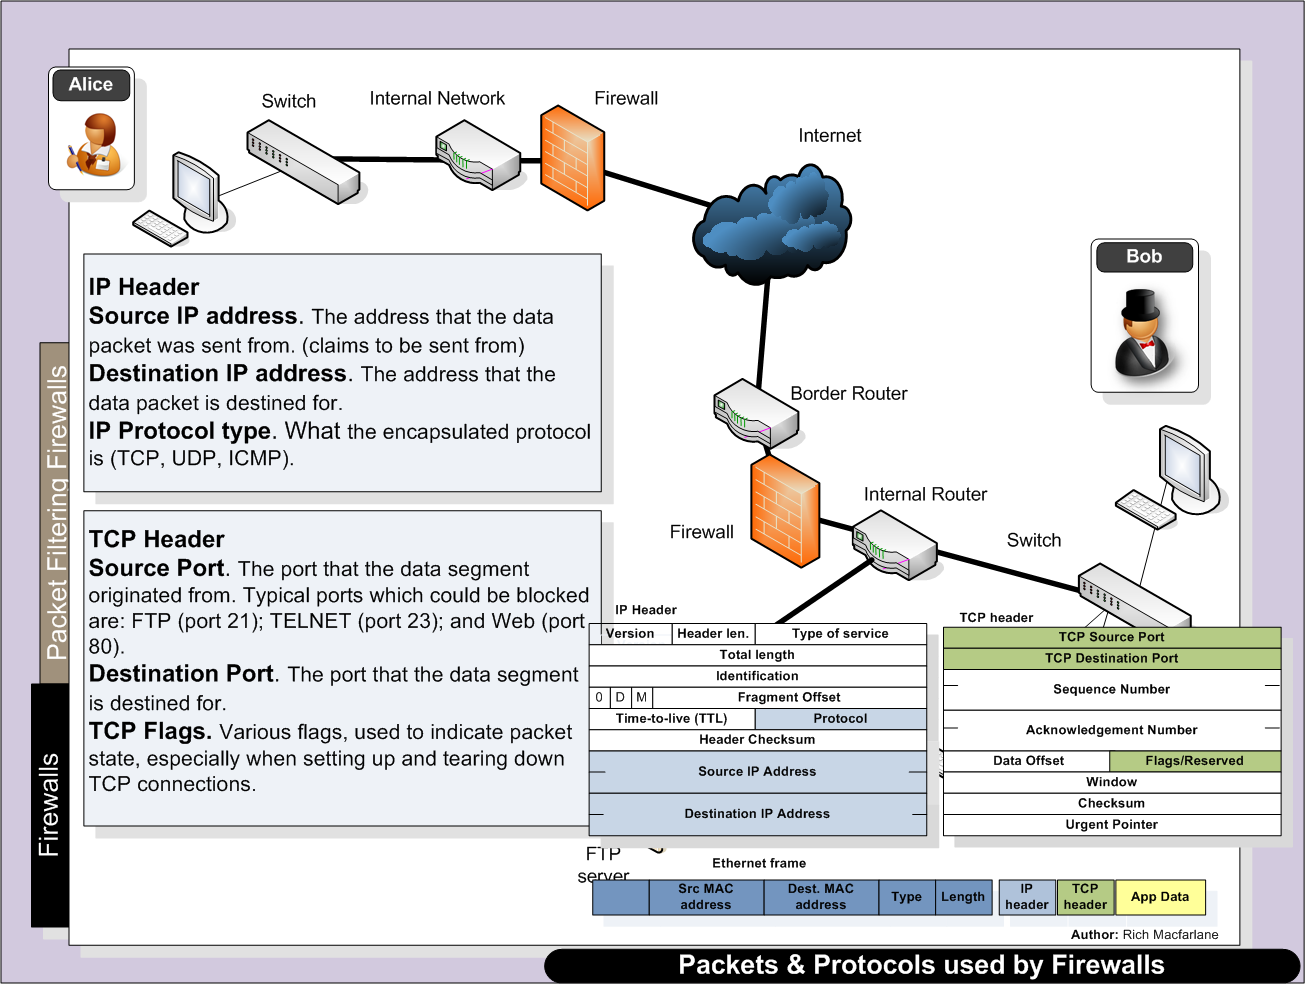 Alice
Switch
Internal Network
Firewall
Internet
Bob
IP Header
Source IP address. The address that the data
packet was sent from. (claims to be sent from)
Destination IP address. The address that the
data packet is destined for.
IP Protocol type. What the encapsulated protocol
is (TCP, UDP, ICMP).
Border Router
Internal Router
Firewall
Switch
TCP Header
Source Port. The port that the data segment
originated from. Typical ports which could be blocked
are: FTP (port 21); TELNET (port 23); and Web (port
80).
Destination Port. The port that the data segment
is destined for.
TCP Flags. Various flags, used to indicate packet
state, especially when setting up and tearing down
TCP connections.
IP Header
Version Header len. Type of service
Total length
Identification
0 D M Fragment Offset
Time-to-live (TTL) Protocol
Header Checksum
Source IP Address
Destination IP Address
TCP header
TCP Source Port
TCP Destination Port
Sequence Number
Acknowledgement Number
Data Offset Flags/Reserved
Window
Checksum
Urgent Pointer
FTP
server
Ethernet frame
Src MAC
address
Dest. MAC
address
Type
Length
IP
header
TCP
header
App Data
Author: Rich Macfarlane
Packet Filtering Firewalls
Firewalls
Packets & Protocols used by Firewalls